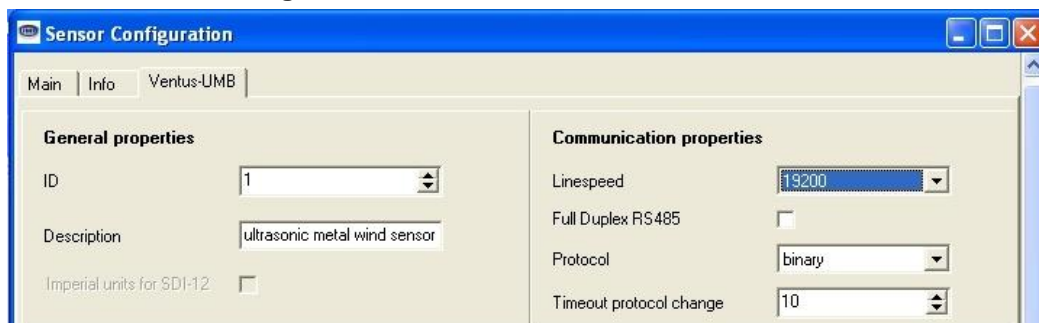 Sensor Configuration
Main Info Ventus-UMB
General properties
ID 1
Description ultrasonic metal wind sensor
Imperial units for SDI-12
Communication properties
Linespeed 19200
Full Duplex RS485
Protocol binary
Timeout protocol change 10